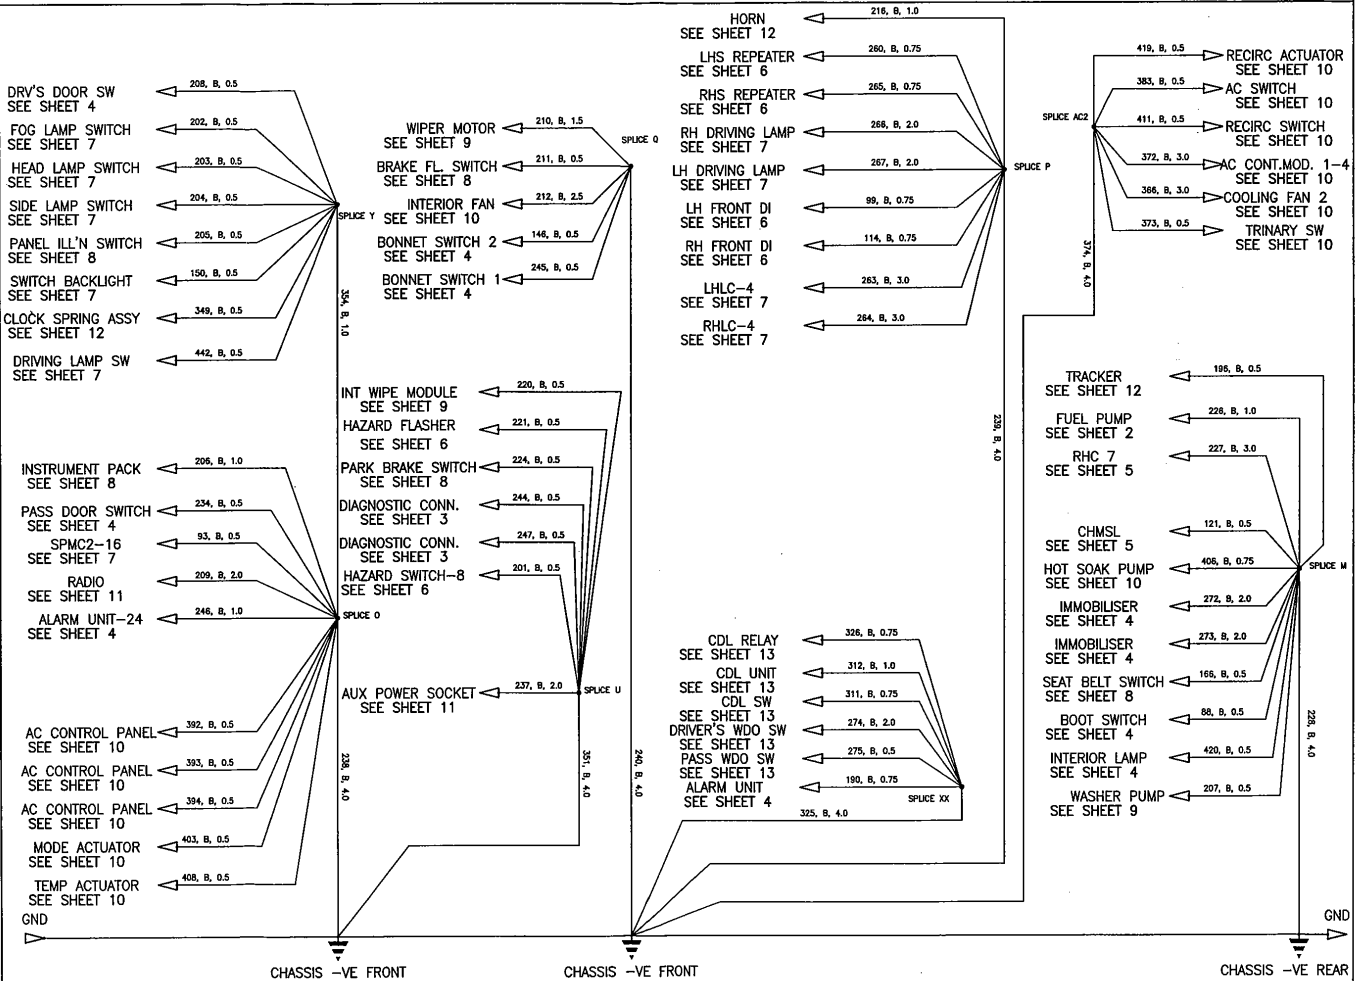 DRV'S DOOR SW
SEE SHEET 4
208, B, 0.5
FOG LAMP SWITCH
SEE SHEET 7
202, B, 0.5
HEAD LAMP SWITCH
SEE SHEET 7
203, B, 0.5
SIDE LAMP SWITCH
SEE SHEET 7
204, B, 0.5
PANEL ILL'N SWITCH
SEE SHEET 8
205, B, 0.5
SWITCH BACKLIGHT
SEE SHEET 7
150, B, 0.5
CLOCK SPRING ASSY
SEE SHEET 12
349, B, 0.5
DRIVING LAMP SW
SEE SHEET 7
442, B, 0.5
SPLICE Y
354, B, 1.0
INSTRUMENT PACK
SEE SHEET 8
206, B, 1.0
PASS DOOR SWITCH
SEE SHEET 4
234, B, 0.5
SPMC2-16
SEE SHEET 7
93, B, 0.5
RADIO
SEE SHEET 11
209, B, 2.0
ALARM UNIT-24
SEE SHEET 4
246, B, 1.0
SPLICE O
AC CONTROL PANEL
SEE SHEET 10
392, B, 0.5
AC CONTROL PANEL
SEE SHEET 10
393, B, 0.5
AC CONTROL PANEL
SEE SHEET 10
394, B, 0.5
MODE ACTUATOR
SEE SHEET 10
403, B, 0.5
TEMP ACTUATOR
SEE SHEET 10
408, B, 0.5
238, B, 4.0
WIPER MOTOR
SEE SHEET 9
210, B, 1.5
BRAKE FL. SWITCH
SEE SHEET 8
211, B, 0.5
INTERIOR FAN
SEE SHEET 10
212, B, 2.5
BONNET SWITCH 2
SEE SHEET 4
146, B, 0.5
BONNET SWITCH 1
SEE SHEET 4
245, B, 0.5
SPLICE Q
INT WIPE MODULE
SEE SHEET 9
220, B, 0.5
HAZARD FLASHER
SEE SHEET 6
221, B, 0.5
PARK BRAKE SWITCH
SEE SHEET 8
224, B, 0.5
DIAGNOSTIC CONN.
SEE SHEET 3
244, B, 0.5
DIAGNOSTIC CONN.
SEE SHEET 3
247, B, 0.5
HAZARD SWITCH-8
SEE SHEET 6
201, B, 0.5
AUX POWER SOCKET
SEE SHEET 11
237, B, 2.0
SPLICE U
351, B, 4.0
240, B, 4.0
HORN
SEE SHEET 12
216, B, 1.0
LHS REPEATER
SEE SHEET 6
260, B, 0.75
RHS REPEATER
SEE SHEET 6
265, B, 0.75
RH DRIVING LAMP
SEE SHEET 7
266, B, 2.0
LH DRIVING LAMP
SEE SHEET 7
267, B, 2.0
LH FRONT DI
SEE SHEET 6
99, B, 0.75
RH FRONT DI
SEE SHEET 6
114, B, 0.75
LHLC-4
SEE SHEET 7
263, B, 3.0
RHLC-4
SEE SHEET 7
264, B, 3.0
SPLICE P
239, B, 4.0
CDL RELAY
SEE SHEET 13
326, B, 0.75
CDL UNIT
SEE SHEET 13
312, B, 1.0
CDL SW
SEE SHEET 13
311, B, 0.75
DRIVER'S WDO SW
SEE SHEET 13
274, B, 2.0
PASS WDO SW
SEE SHEET 13
275, B, 0.5
ALARM UNIT
SEE SHEET 4
190, B, 0.75
SPLICE XX
325, B, 4.0
SPLICE AC2
419, B, 0.5
RECIRC ACTUATOR
SEE SHEET 10
383, B, 0.5
AC SWITCH
SEE SHEET 10
411, B, 0.5
RECIRC SWITCH
SEE SHEET 10
372, B, 3.0
AC CONT.MOD. 1-4
SEE SHEET 10
366, B, 3.0
COOLING FAN 2
SEE SHEET 10
373, B, 0.5
TRINARY SW
SEE SHEET 10
374, B, 4.0
TRACKER
SEE SHEET 12
196, B, 0.5
FUEL PUMP
SEE SHEET 2
226, B, 1.0
RHC 7
SEE SHEET 5
227, B, 3.0
CHMSL
SEE SHEET 5
121, B, 0.5
HOT SOAK PUMP
SEE SHEET 10
406, B, 0.75
IMMOBILISER
SEE SHEET 4
272, B, 2.0
IMMOBILISER
SEE SHEET 4
273, B, 2.0
SEAT BELT SWITCH
SEE SHEET 8
166, B, 0.5
BOOT SWITCH
SEE SHEET 4
88, B, 0.5
INTERIOR LAMP
SEE SHEET 4
420, B, 0.5
WASHER PUMP
SEE SHEET 9
207, B, 0.5
SPLICE M
228, B, 4.0
GND
GND
CHASSIS -VE FRONT
CHASSIS -VE FRONT
CHASSIS -VE REAR